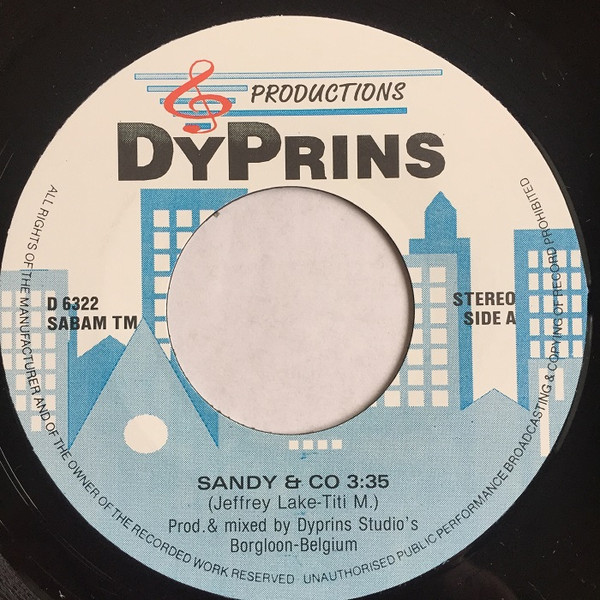 PRODUCTIONS
DYPRINS
D 6322
SABAM TM
STEREO
SIDE A
SANDY & CO 3:35
(Jeffrey Lake-Titi M.)
Prod.& mixed by Dyprins Studio's
Borgloon-Belgium
ALL RIGHTS OF THE MANUFACTURER AND OF THE OWNER OF THE RECORDED WORK RESERVED - UNAUTHORISED PUBLIC PERFORMANCE BROADCASTING & COPYING OF RECORD PROHIBITED